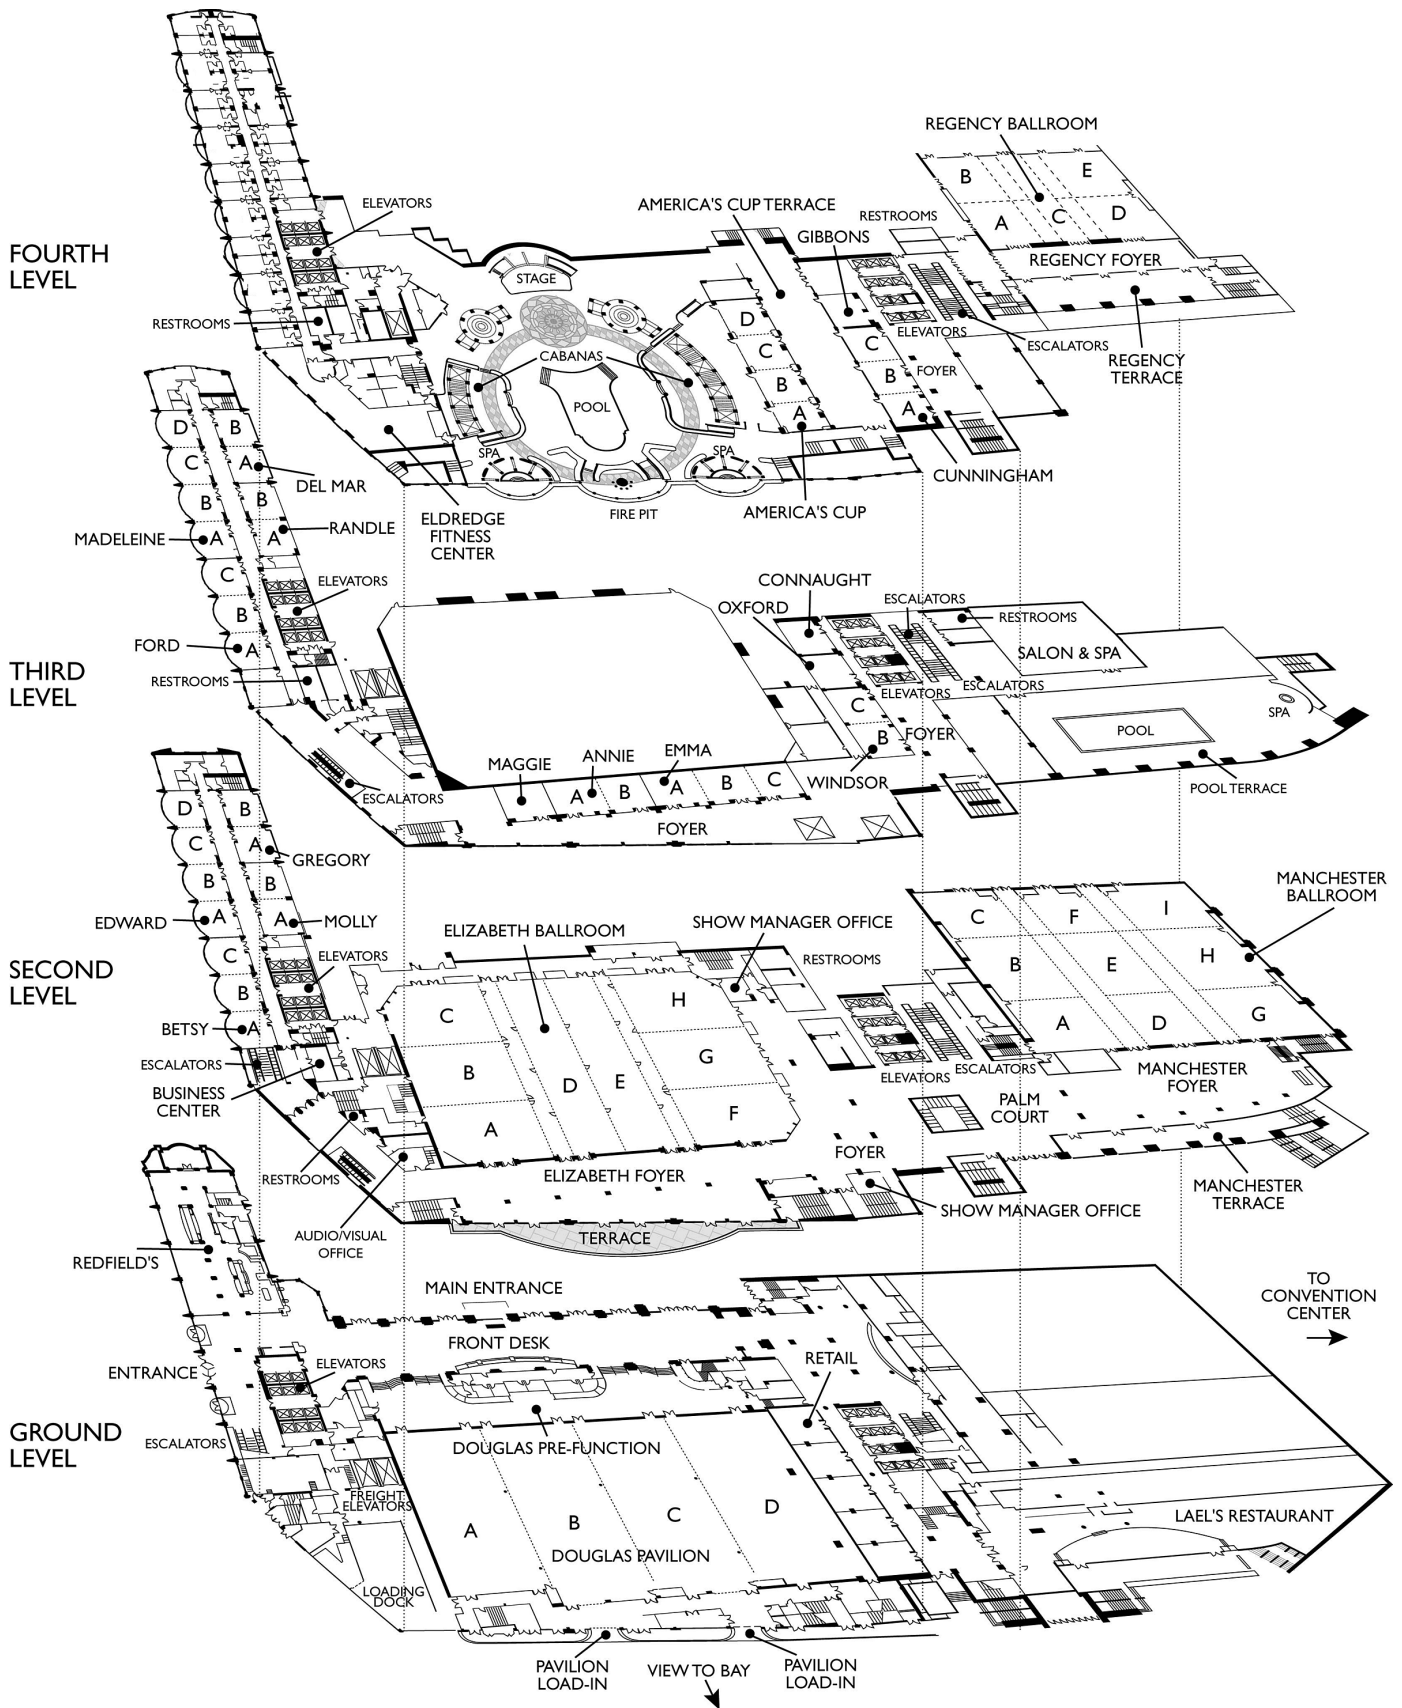 REGENCY BALLROOM
B
E
A
C
D
REGENCY FOYER
REGENCY
TERRACE
ELEVATORS
AMERICA'S CUP TERRACE
RESTROOMS
GIBBONS
FOURTH
LEVEL
STAGE
RESTROOMS
D
C
B
A
C
B
A
ELEVATORS
ESCALATORS
FOYER
CABANAS
POOL
SPA
SPA
FIRE PIT
CUNNINGHAM
AMERICA'S CUP
ELDREDGE
FITNESS
CENTER
D
B
C
A
DEL MAR
B
B
RANDLE
MADELEINE
A
A
C
ELEVATORS
B
FORD
A
RESTROOMS
THIRD
LEVEL
ESCALATORS
CONNAUGHT
OXFORD
ESCALATORS
RESTROOMS
SALON & SPA
ELEVATORS
ESCALATORS
C
B
FOYER
WINDSOR
SPA
POOL
POOL TERRACE
MAGGIE
ANNIE
EMMA
A
B
A
B
C
FOYER
D
B
C
A
GREGORY
B
B
EDWARD
A
A
MOLLY
C
ELEVATORS
B
BETSY
A
SECOND
LEVEL
ESCALATORS
BUSINESS
CENTER
RESTROOMS
AUDIO/VISUAL
OFFICE
ELIZABETH BALLROOM
SHOW MANAGER OFFICE
RESTROOMS
C
H
B
D
E
G
A
F
ELIZABETH FOYER
TERRACE
ELEVATORS
ESCALATORS
PALM
COURT
FOYER
SHOW MANAGER OFFICE
MANCHESTER
BALLROOM
C
F
I
B
E
H
A
D
G
MANCHESTER
FOYER
MANCHESTER
TERRACE
REDFIELD'S
MAIN ENTRANCE
TO
CONVENTION
CENTER
FRONT DESK
ENTRANCE
ELEVATORS
RETAIL
GROUND
LEVEL
ESCALATORS
DOUGLAS PRE-FUNCTION
FREIGHT
ELEVATORS
A
B
C
D
DOUGLAS PAVILION
LAEL'S RESTAURANT
LOADING
DOCK
PAVILION
LOAD-IN
VIEW TO BAY
PAVILION
LOAD-IN